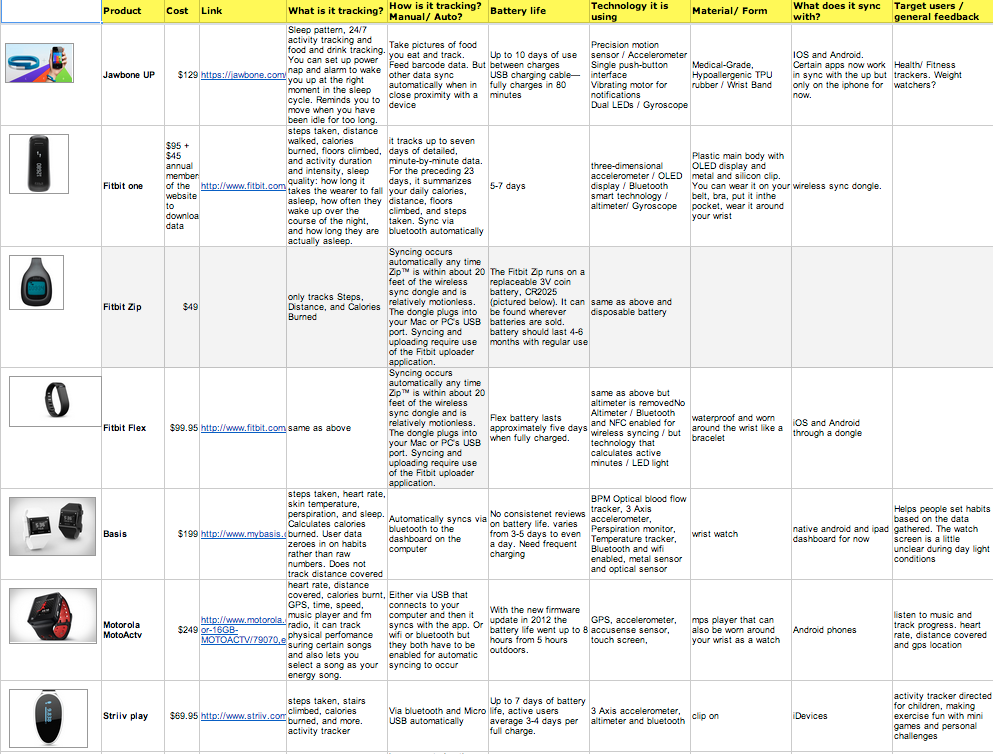 Product
Cost
Link
What is it tracking?
How is it tracking?
Manual/ Auto?
Battery life
Technology it is
using
Material/ Form
What does it sync
with?
Target users /
general feedback
Jawbone UP
$129
https://jawbone.com/
Sleep pattern, 24/7
activity tracking and
food and drink tracking.
You can set up power
nap and alarm to wake
you up at the right
moment in the sleep
cycle. Reminds you to
move when you have
been idle for too long.
Take pictures of food
you eat and track.
Feed barcode data. But
other data sync
automatically when in
close proximity with a
device
Up to 10 days of use
between charges
USB charging cable—
fully charged in 80
minutes
Precision motion
sensor / Accelerometer
Single push-button
interface
Vibrating motor for
notifications
Dual LEDs / Gyroscope
Medical-Grade,
Hypoallergenic TPU
rubber / Wrist Band
IOS and Android.
Certain apps now work
in sync with the up but
only on the iphone for
now.
Health/ Fitness
trackers. Weight
watchers?
Fitbit one
$95 +
$45
annual
member
of the
website
to
downloa
data
http://www.fitbit.com
steps taken, distance
walked, calories
burned, floors climbed,
and activity duration
and intensity, sleep
quality: how long it
takes the wearer to fall
asleep, how often they
wake up over the
course of the night,
and how long they are
actually asleep.
it tracks up to seven
days of detailed,
minute-by-minute data.
For the preceding 23
days, it summarizes
your daily calories,
distance, floors
climbed, and steps
taken. Sync via
bluetooth automatically
5-7 days
three-dimensional
accelerometer / OLED
display / Bluetooth
smart technology /
altimeter/ Gyroscope
Plastic main body with
OLED display and
metal and silicon clip.
You can wear it on your
belt, bra, put it inthe
pocket, wear it around
your wrist
wireless sync dongle.
Fitbit Zip
$49
only tracks Steps,
Distance, and Calories
Burned
Syncing occurs
automatically any time
Zip™ is within about 20
feet of the wireless
sync dongle and is
relatively motionless.
The dongle plugs into
your Mac or PC's USB
port. Syncing and
uploading require use
of the Fitbit uploader
application.
The Fitbit Zip runs on a
replaceable 3V coin
battery, CR2025
(pictured below). It can
be found wherever
batteries are sold.
battery should last 4-6
months with regular use
same as above and
disposable battery
Fitbit Flex
$99.95
http://www.fitbit.com
same as above
Syncing occurs
automatically any time
Zip™ is within about 20
feet of the wireless
sync dongle and is
relatively motionless.
The dongle plugs into
your Mac or PC's USB
port. Syncing and
uploading require use
of the Fitbit uploader
application.
Flex battery lasts
approximately five days
when fully charged.
same as above but
altimeter is removedNo
Altimeter / Bluetooth
and NFC enabled for
wireless syncing / but
technology that
calculates active
minutes / LED light
waterproof and worn
around the wrist like a
bracelet
iOS and Android
through a dongle
Basis
$199
http://www.mybasis.c
steps taken, heart rate,
skin temperature,
perspiration, and sleep.
Calculates calories
burned. User data
zeroes in on habits
rather than raw
numbers. Does not
track distance covered
Automatically syncs via
bluetooth to the
dashboard on the
computer
No consistenet reviews
on battery life. varies
from 3-5 days to even
a day. Need frequent
charging
BPM Optical blood flow
tracker, 3 Axis
accelerometer,
Perspiration monitor,
Temperature tracker,
Bluetooth and wifi
enabled, metal sensor
and optical sensor
wrist watch
native android and ipad
dashboard for now
Helps people set habits
based on the data
gathered. The watch
screen is a little
unclear during day light
conditions
Motorola
MotoActv
$249
http://www.motorola.
or-16GB-
MOTOACTV/79070,e
heart rate, distance
covered, calories burnt,
GPS, time, speed,
music player and fm
radio, it can track
physical perfomance
suring certain songs
and also lets you
select a song as your
energy song.
Either via USB that
connects to your
computer and then it
syncs with the app. Or
wifi or bluetooth but
they both have to be
enabled for automatic
syncing to occur
With the new firmware
update in 2012 the
battery life went up to 8
hours from 5 hours
outdoors.
GPS, accelerometer,
accusense sensor,
touch screen,
mps player that can
also be worn around
your wrist as a watch
Android phones
listen to music and
track progress. heart
rate, distance covered
and gps location
Striiv play
$69.95
http://www.striiv.com
steps taken, stairs
climbed, calories
burned, and more.
activity tracker
Via bluetooth and Micro
USB automatically
Up to 7 days of battery
life, active users
average 3-4 days per
full charge.
3 Axis accelerometer,
altimeter and bluetooth
clip on
iDevices
activity tracker directed
for children, making
exercise fun with mini
games and personal
challenges